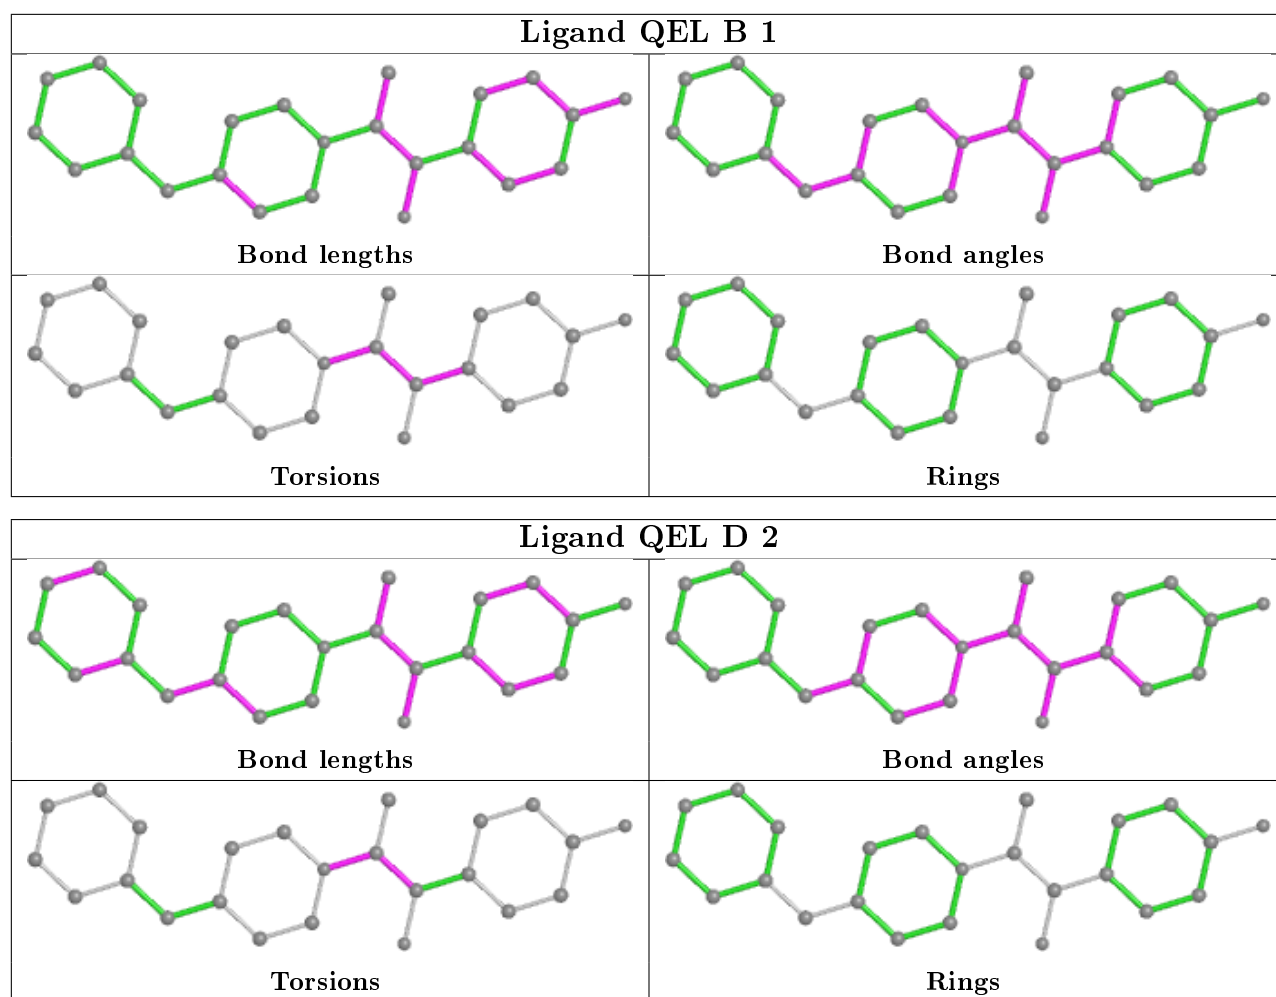 Ligand QEL B 1
Bond lengths
Bond angles
Torsions
Rings
Ligand QEL D 2
Bond lengths
Bond angles
Torsions
Rings